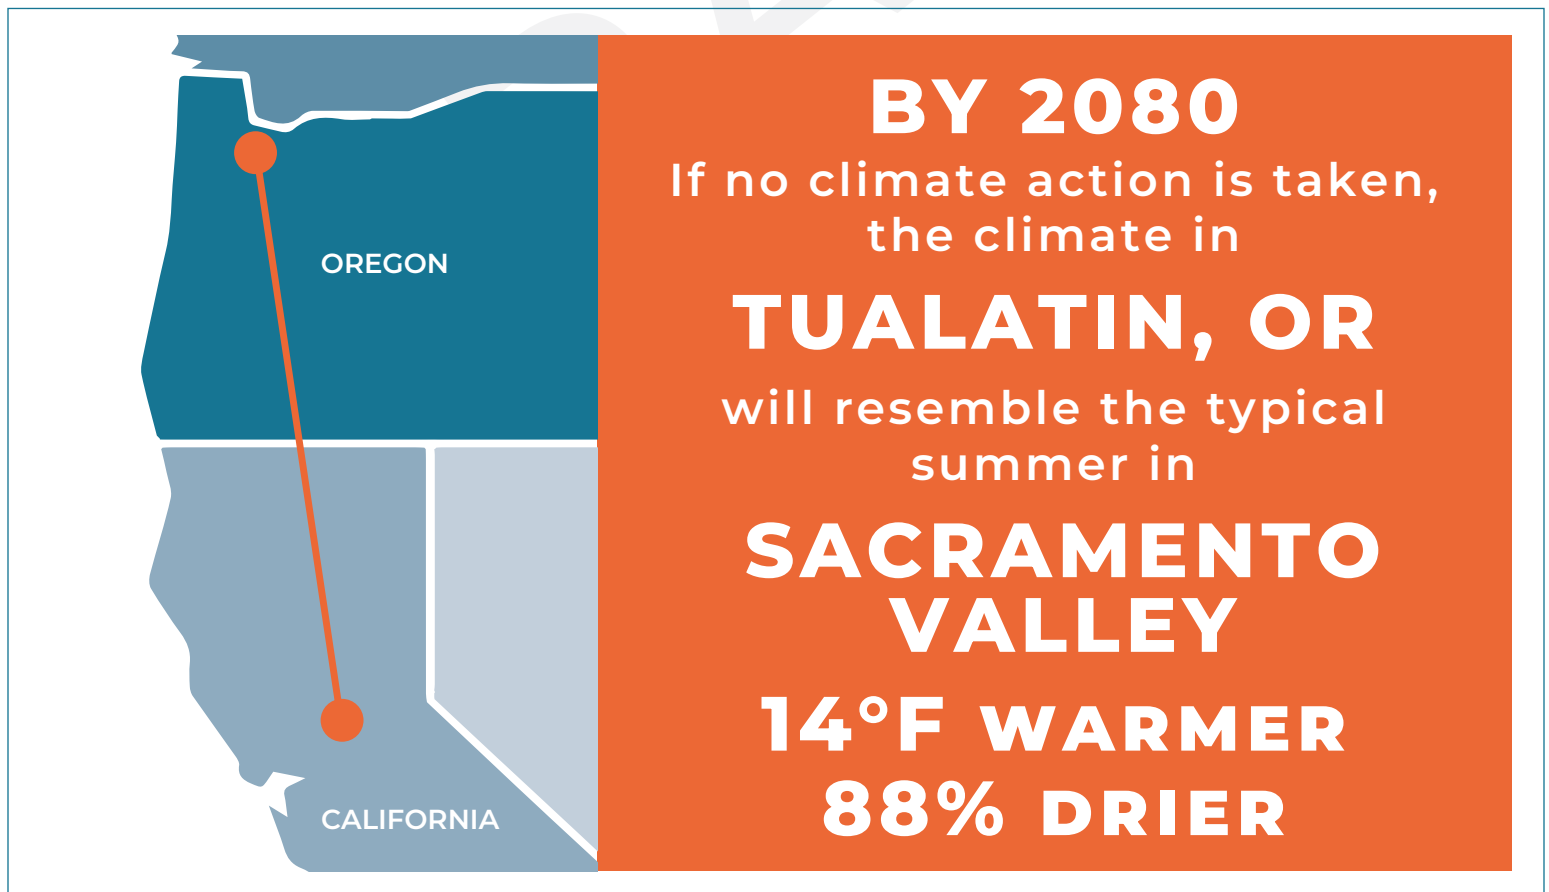 OREGON
CALIFORNIA
BY 2080
If no climate action is taken,
the climate in
TUALATIN, OR
will resemble the typical
summer in
SACRAMENTO
VALLEY
14°F WARMER
88% DRIER